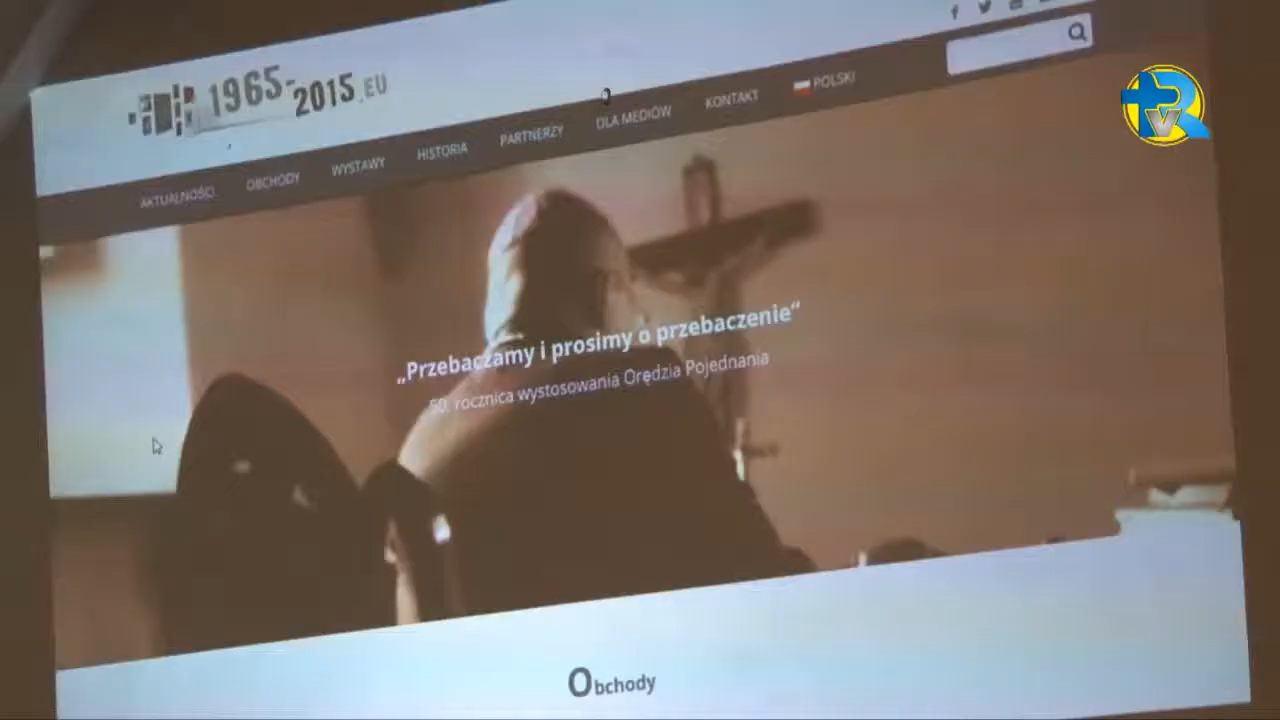 1965-
2015.EU
AKTUALNOŚCI OBCHODY WYSTAWY HISTORIA PARTNERZY DLA MEDIÓW KONTAKT POLSKI
„Przebaczamy i prosimy o przebaczenie“
50. rocznica wystosowania Orędzia Pojednania
Obchody
TVR